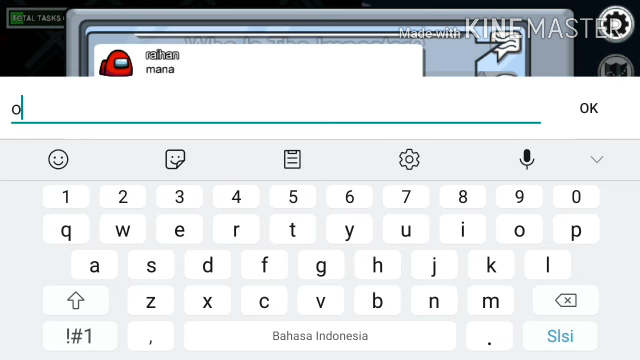 TOTAL TASKS
Who Is The Impostor?
Made with KINEMASTER
raihan
mana
o
OK
1 2 3 4 5 6 7 8 9 0
q w e r t y u i o p
a s d f g h j k l
z x c v b n m
!#1 , Bahasa Indonesia . Slsi